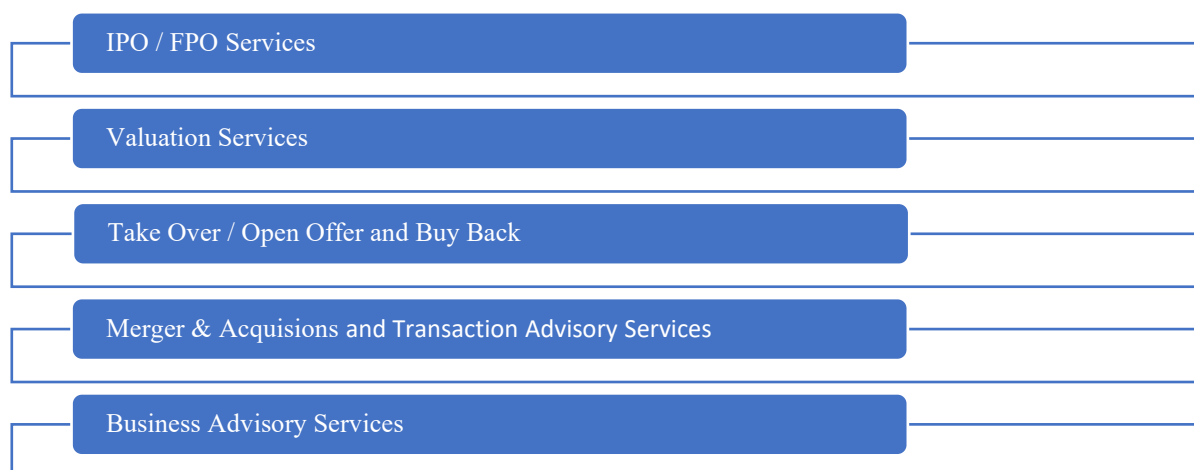 IPO / FPO Services
Valuation Services
Take Over / Open Offer and Buy Back
Merger & Acquisions and Transaction Advisory Services
Business Advisory Services